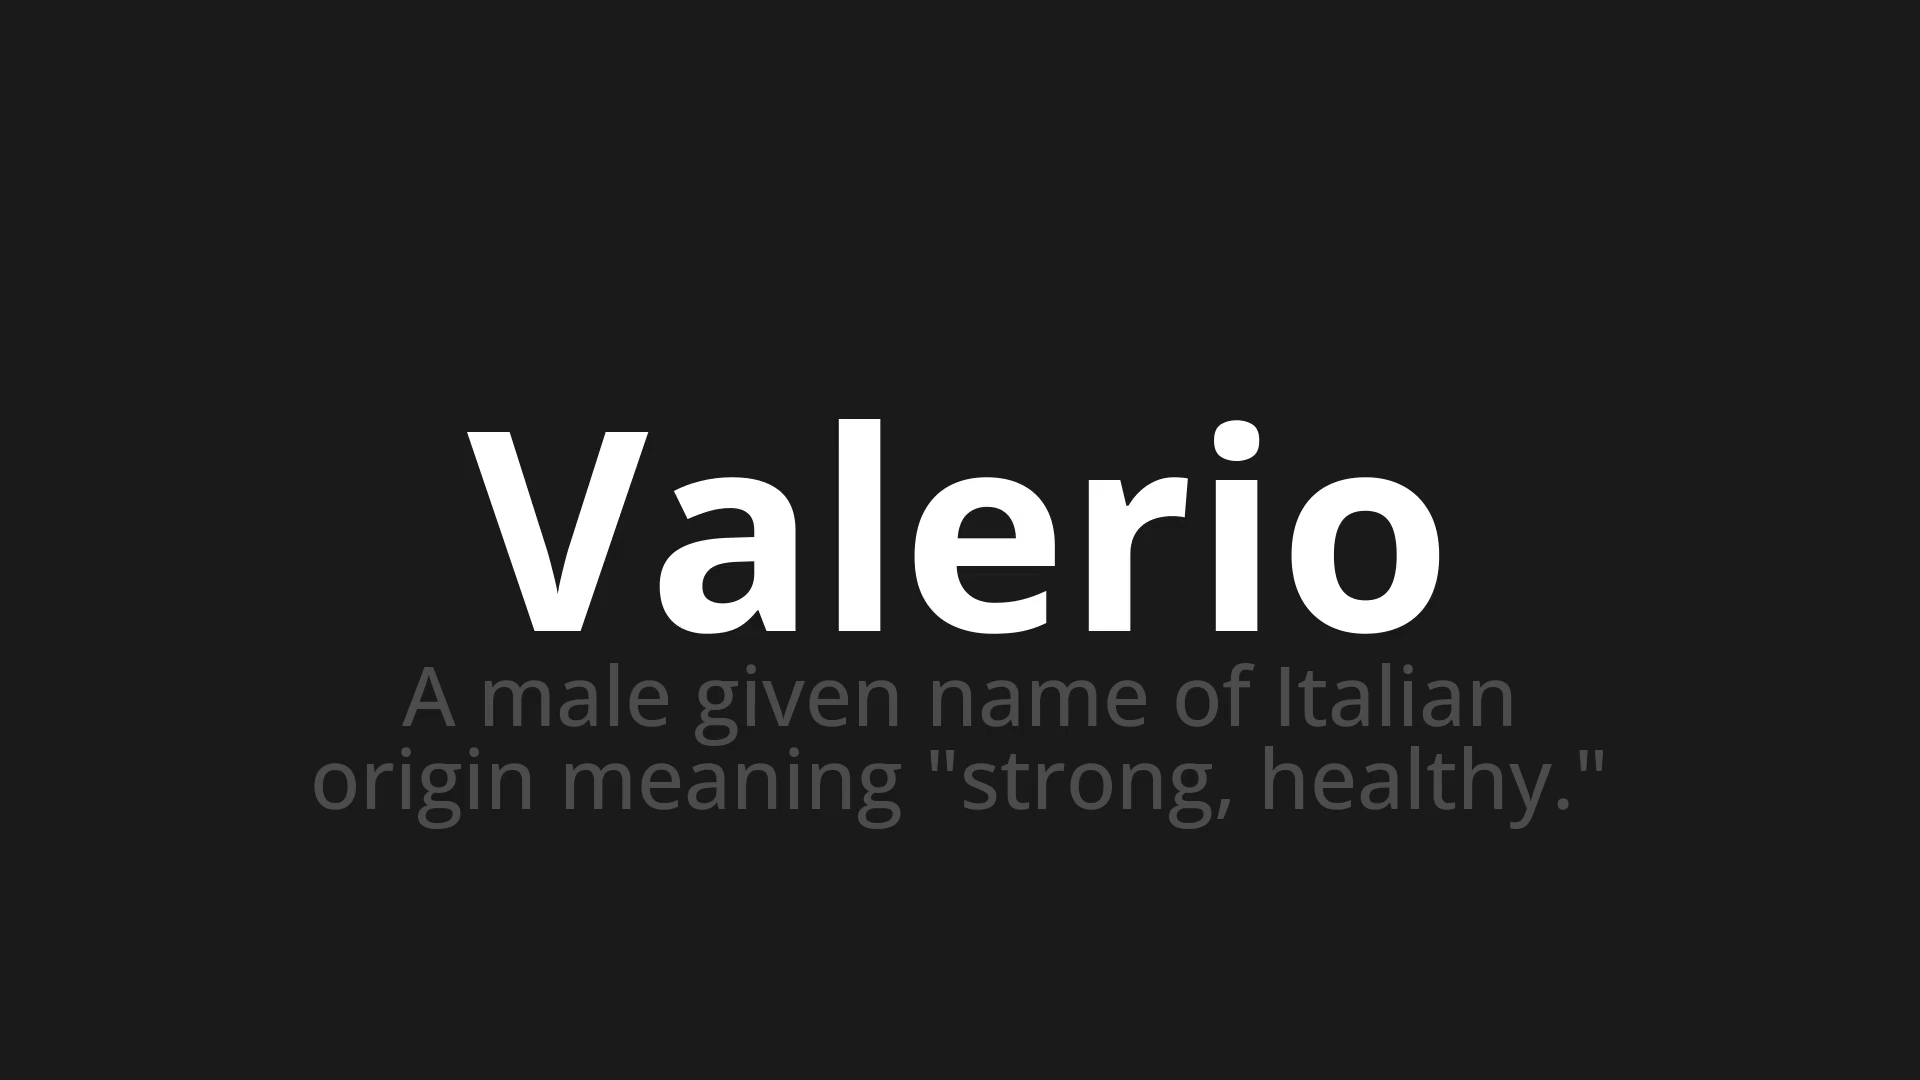 Valerio
A male given name of Italian
origin meaning "strong, healthy."